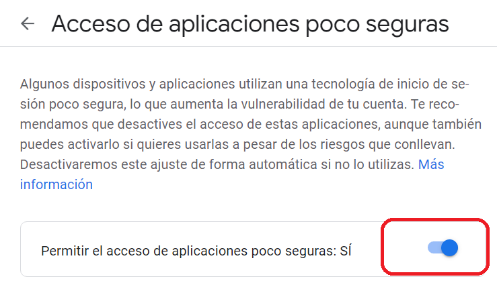 Acceso de aplicaciones poco seguras
Algunos dispositivos y aplicaciones utilizan una tecnología de inicio de se-
sión poco segura, lo que aumenta la vulnerabilidad de tu cuenta. Te reco-
mendamos que desactives el acceso de estas aplicaciones, aunque también
puedes activarlo si quieres usarlas a pesar de los riesgos que conllevan.
Desactivaremos este ajuste de forma automática si no lo utilizas. Más
información
Permitir el acceso de aplicaciones poco seguras: SÍ